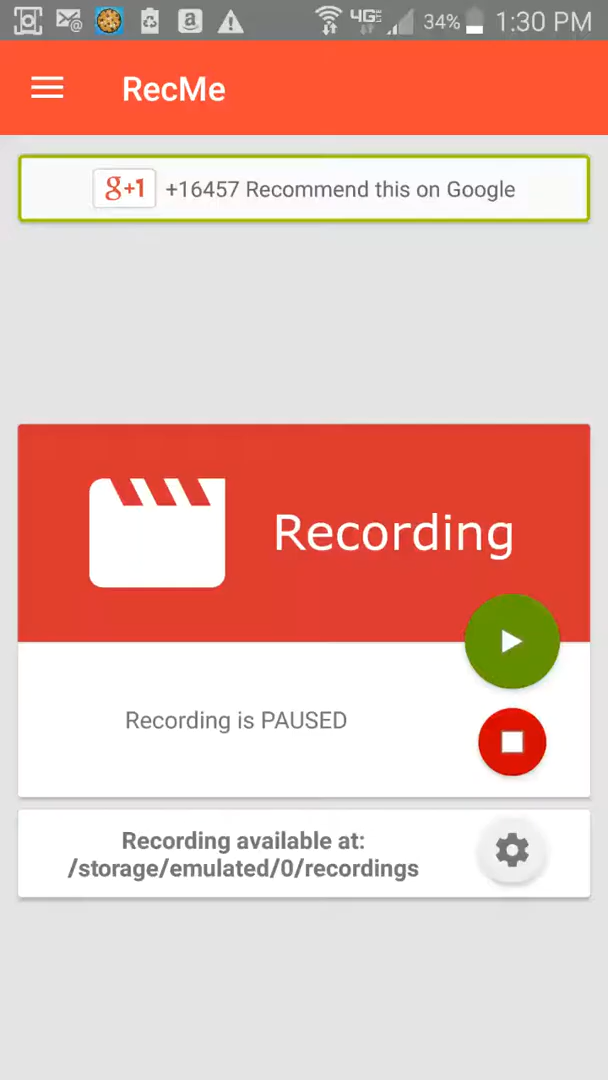 4G 34% 1:30 PM
RecMe
g+1 +16457 Recommend this on Google
Recording
Recording is PAUSED
Recording available at:
/storage/emulated/0/recordings